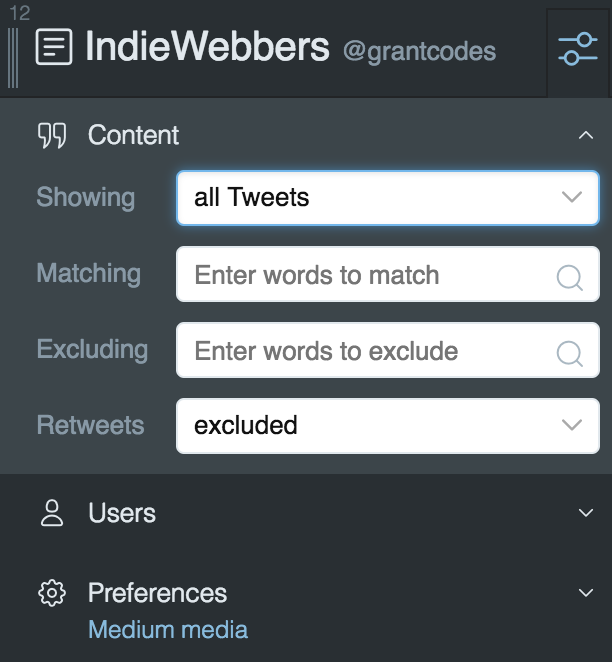 12
IndieWebbers @grantcodes
Content
Showing all Tweets
Matching Enter words to match
Excluding Enter words to exclude
Retweets excluded
Users
Preferences
Medium media